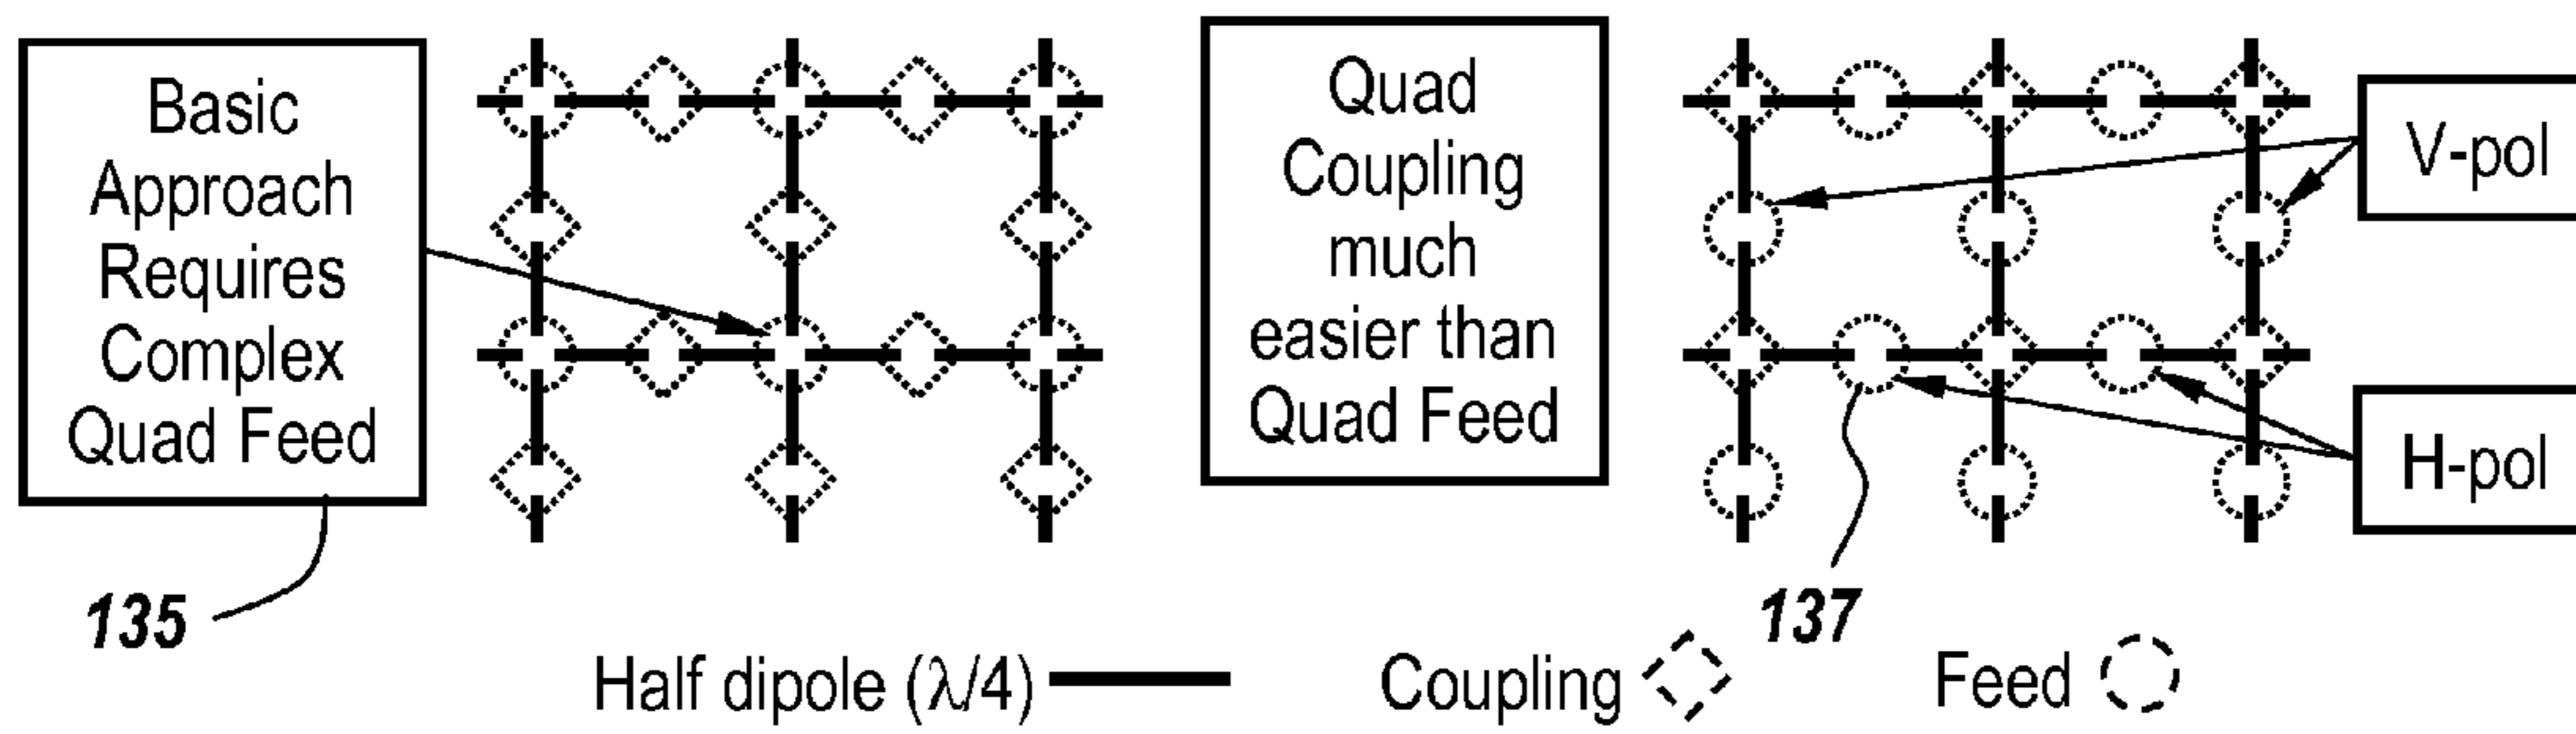 Basic
Approach
Requires
Complex
Quad Feed
135
Quad
Coupling
much
easier than
Quad Feed
V-pol
H-pol
137
Half dipole (λ/4)
Coupling
Feed